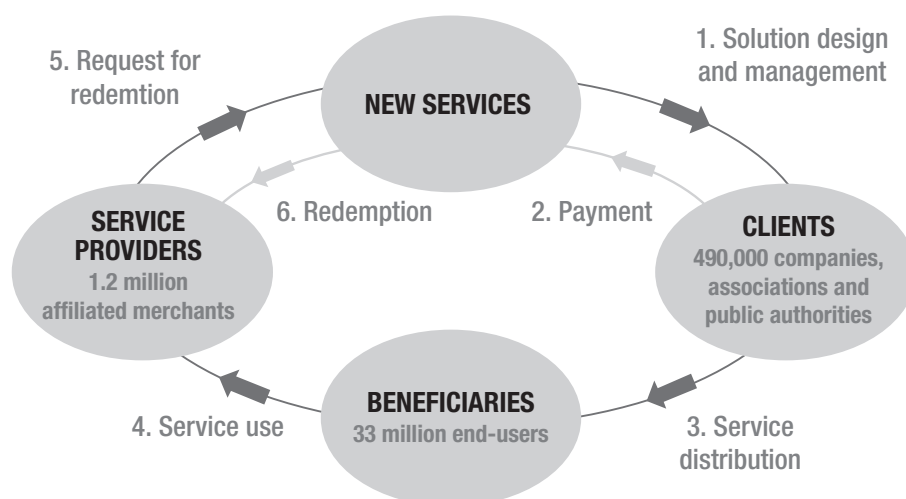 5. Request for
redemtion
1. Solution design
and management
NEW SERVICES
6. Redemption
2. Payment
SERVICE
PROVIDERS
1.2 million
affiliated merchants
CLIENTS
490,000 companies,
associations and
public authorities
BENEFICIARIES
33 million end-users
4. Service use
3. Service
distribution